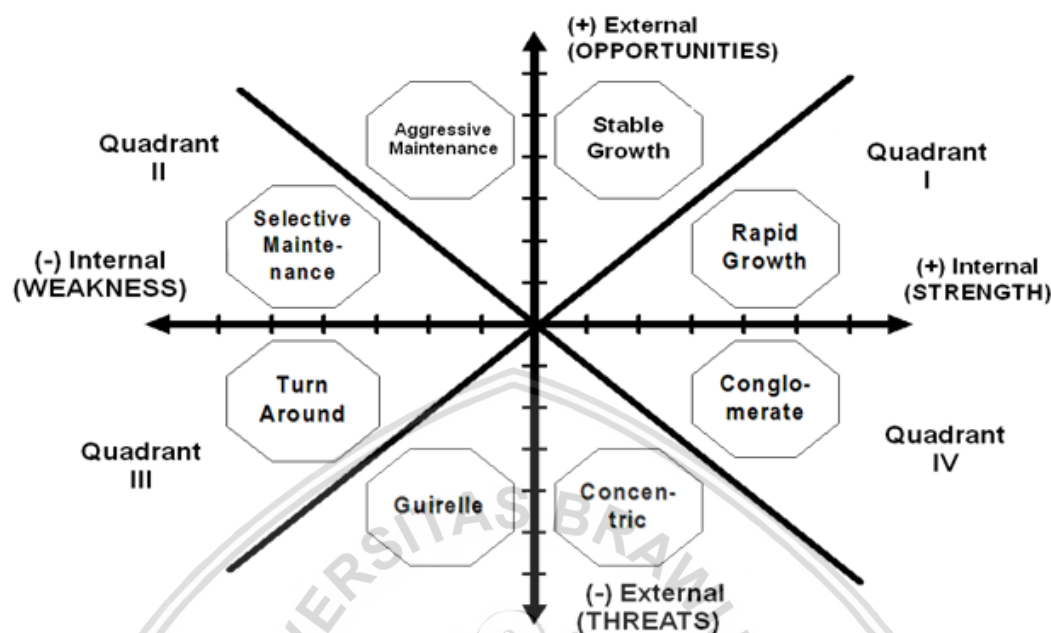 (+) External
(OPPORTUNITIES)
Aggressive
Maintenance
Stable
Growth
Quadrant
II
Quadrant
I
Selective
Mainte-
nance
Rapid
Growth
(-) Internal
(WEAKNESS)
(+) Internal
(STRENGTH)
Turn
Around
Conglo-
merate
Quadrant
III
Quadrant
IV
Guirelle
Concen-
tric
(-) External
(THREATS)